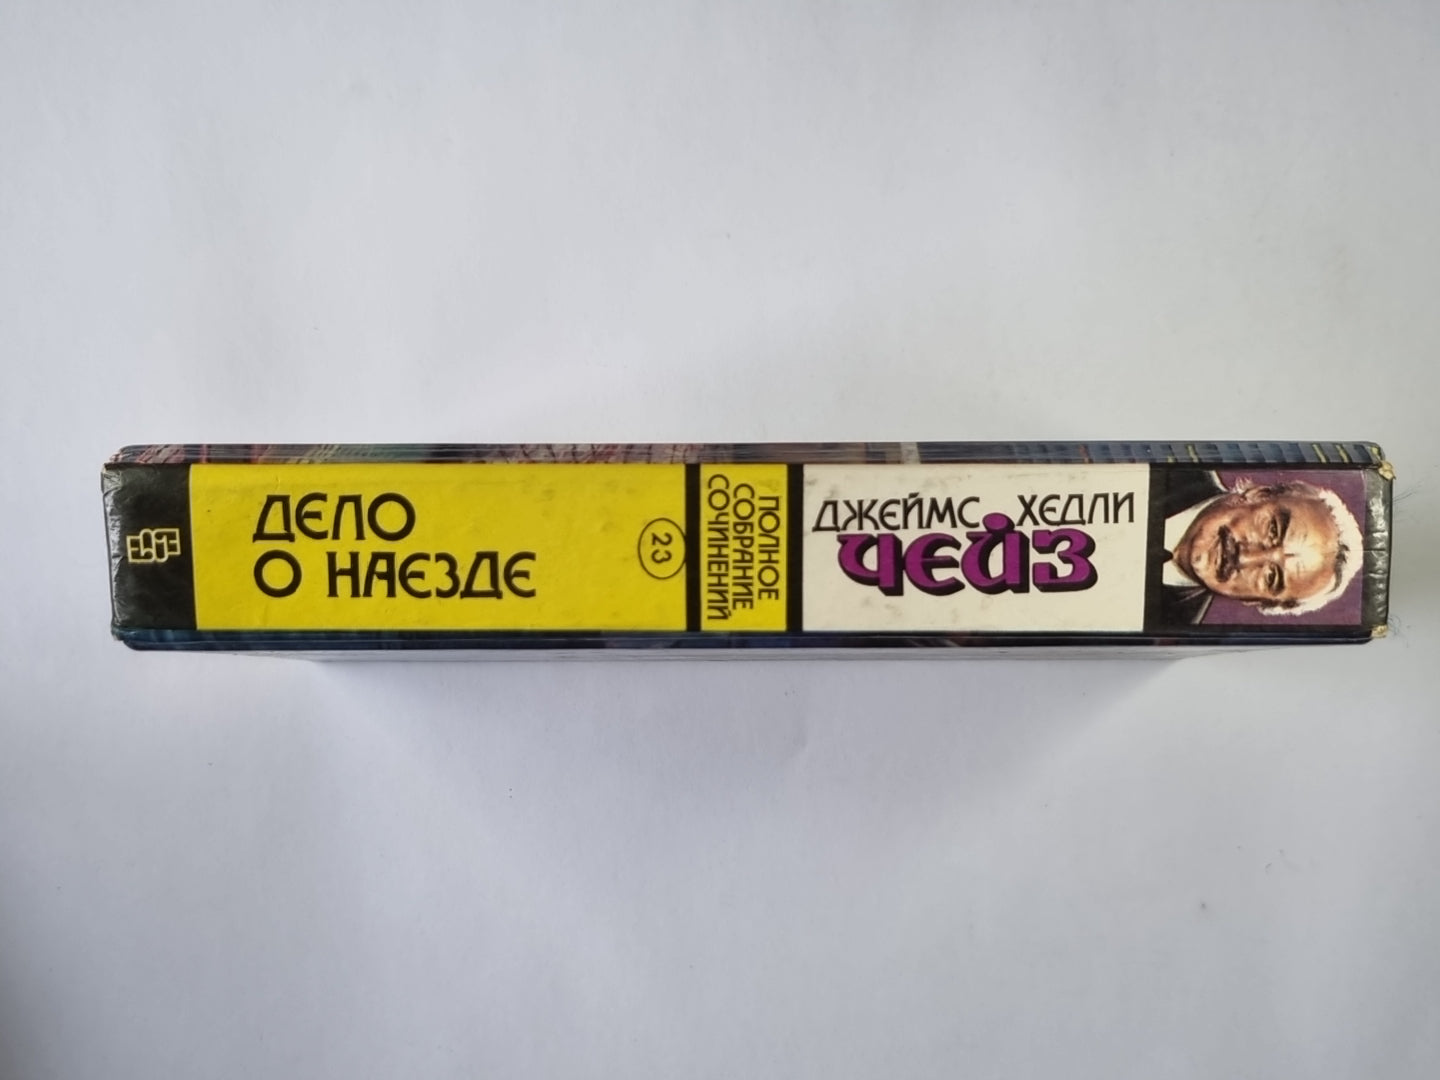 ДЕЛО
О НАЕЗДЕ
23
ПОЛНОЕ
СОБРАНИЕ
СОЧИНЕНИЙ
ДЖЕЙМС ХЕДЛИ
ЧЕЙЗ